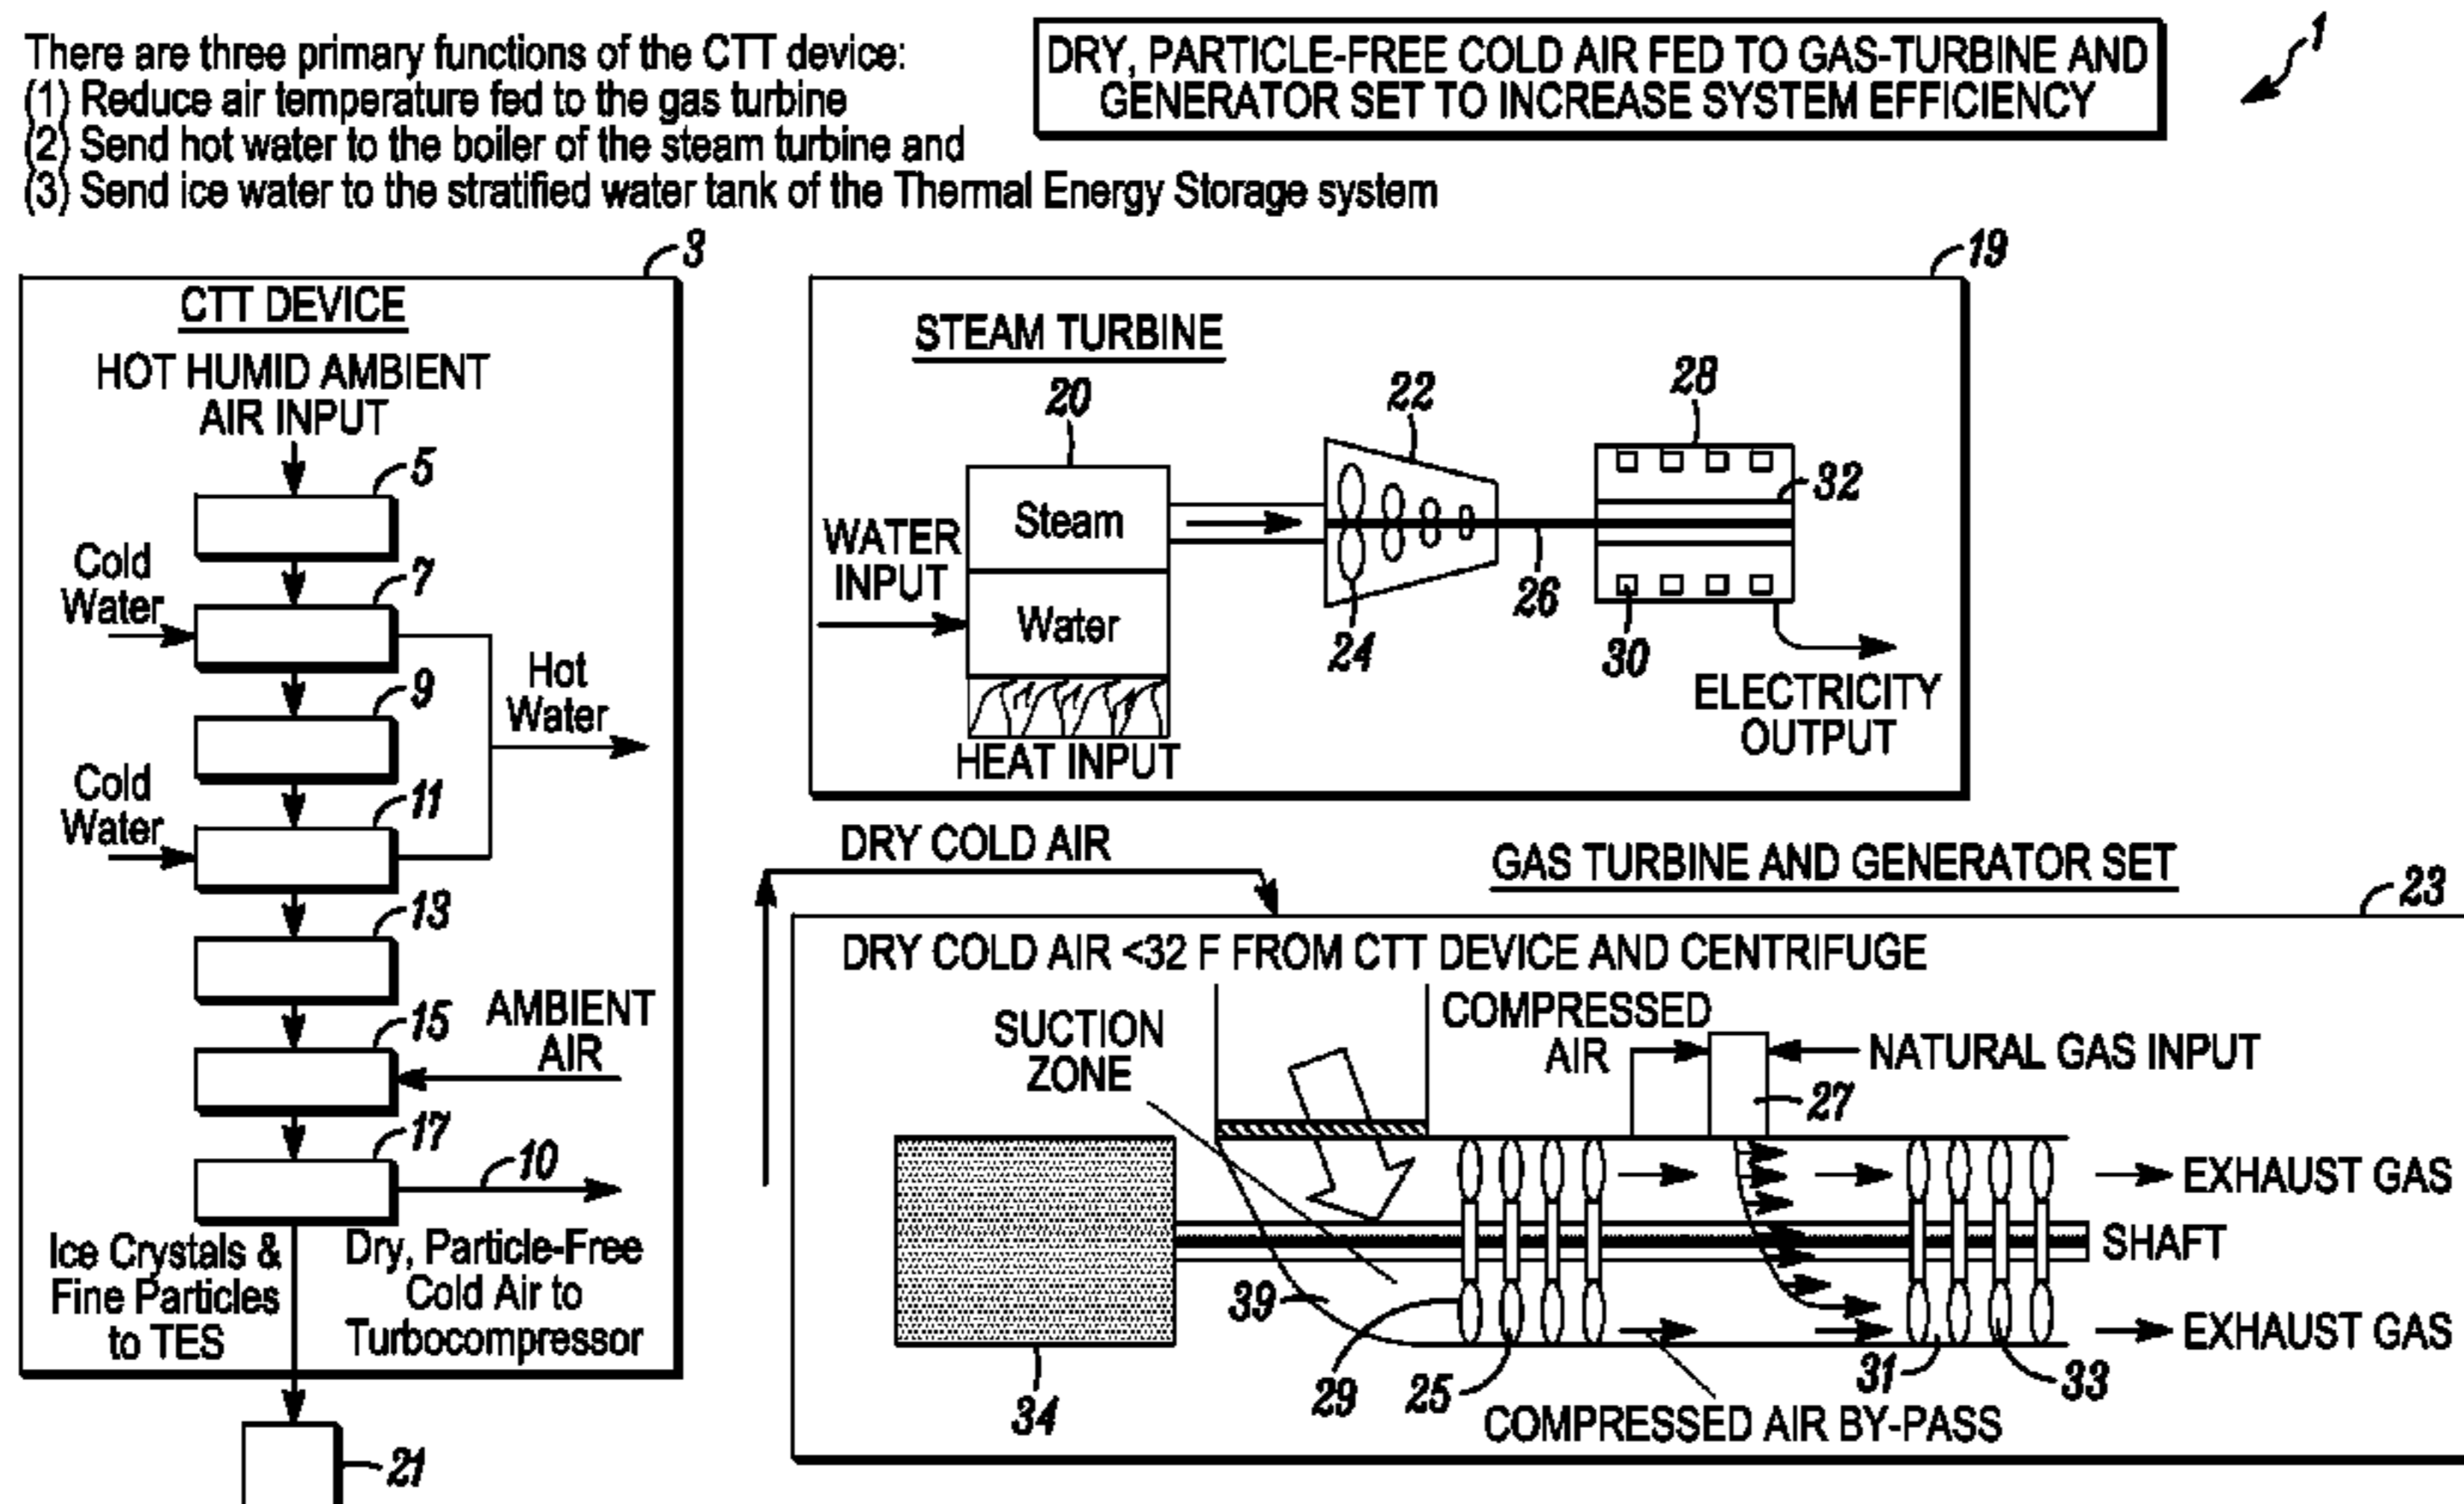 There are three primary functions of the CTT device:
(1) Reduce air temperature fed to the gas turbine
(2) Send hot water to the boiler of the steam turbine and
(3) Send ice water to the stratified water tank of the Thermal Energy Storage system
DRY, PARTICLE-FREE COLD AIR FED TO GAS-TURBINE AND
GENERATOR SET TO INCREASE SYSTEM EFFICIENCY
1
3
CTT DEVICE
HOT HUMID AMBIENT
AIR INPUT
5
Cold
Water
7
9
Hot
Water
Cold
Water
11
13
15
AMBIENT
AIR
17
10
Ice Crystals &
Fine Particles
to TES
Dry, Particle-Free
Cold Air to
Turbocompressor
21
19
STEAM TURBINE
20
22
28
Steam
32
WATER
INPUT
Water
24
26
30
HEAT INPUT
ELECTRICITY
OUTPUT
DRY COLD AIR
GAS TURBINE AND GENERATOR SET
23
DRY COLD AIR <32 F FROM CTT DEVICE AND CENTRIFUGE
SUCTION
ZONE
COMPRESSED
AIR
NATURAL GAS INPUT
27
EXHAUST GAS
SHAFT
39
EXHAUST GAS
34
29
25
31
33
COMPRESSED AIR BY-PASS